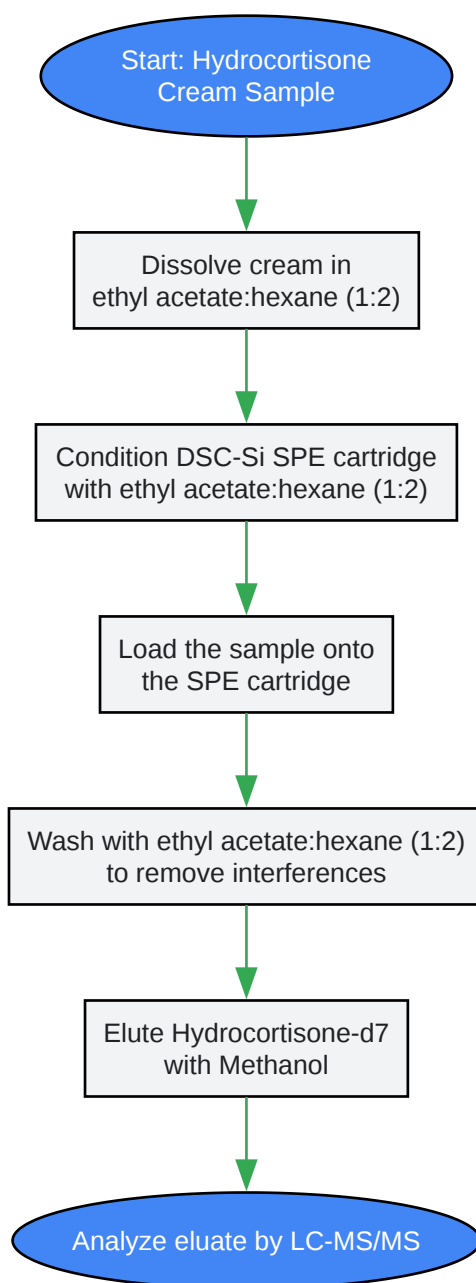 Start: Hydrocortisone
Cream Sample
Dissolve cream in
ethyl acetate:hexane (1:2)
Condition DSC-Si SPE cartridge
with ethyl acetate:hexane (1:2)
Load the sample onto
the SPE cartridge
Wash with ethyl acetate:hexane (1:2)
to remove interferences
Elute Hydrocortisone-d7
with Methanol
Analyze eluate by LC-MS/MS